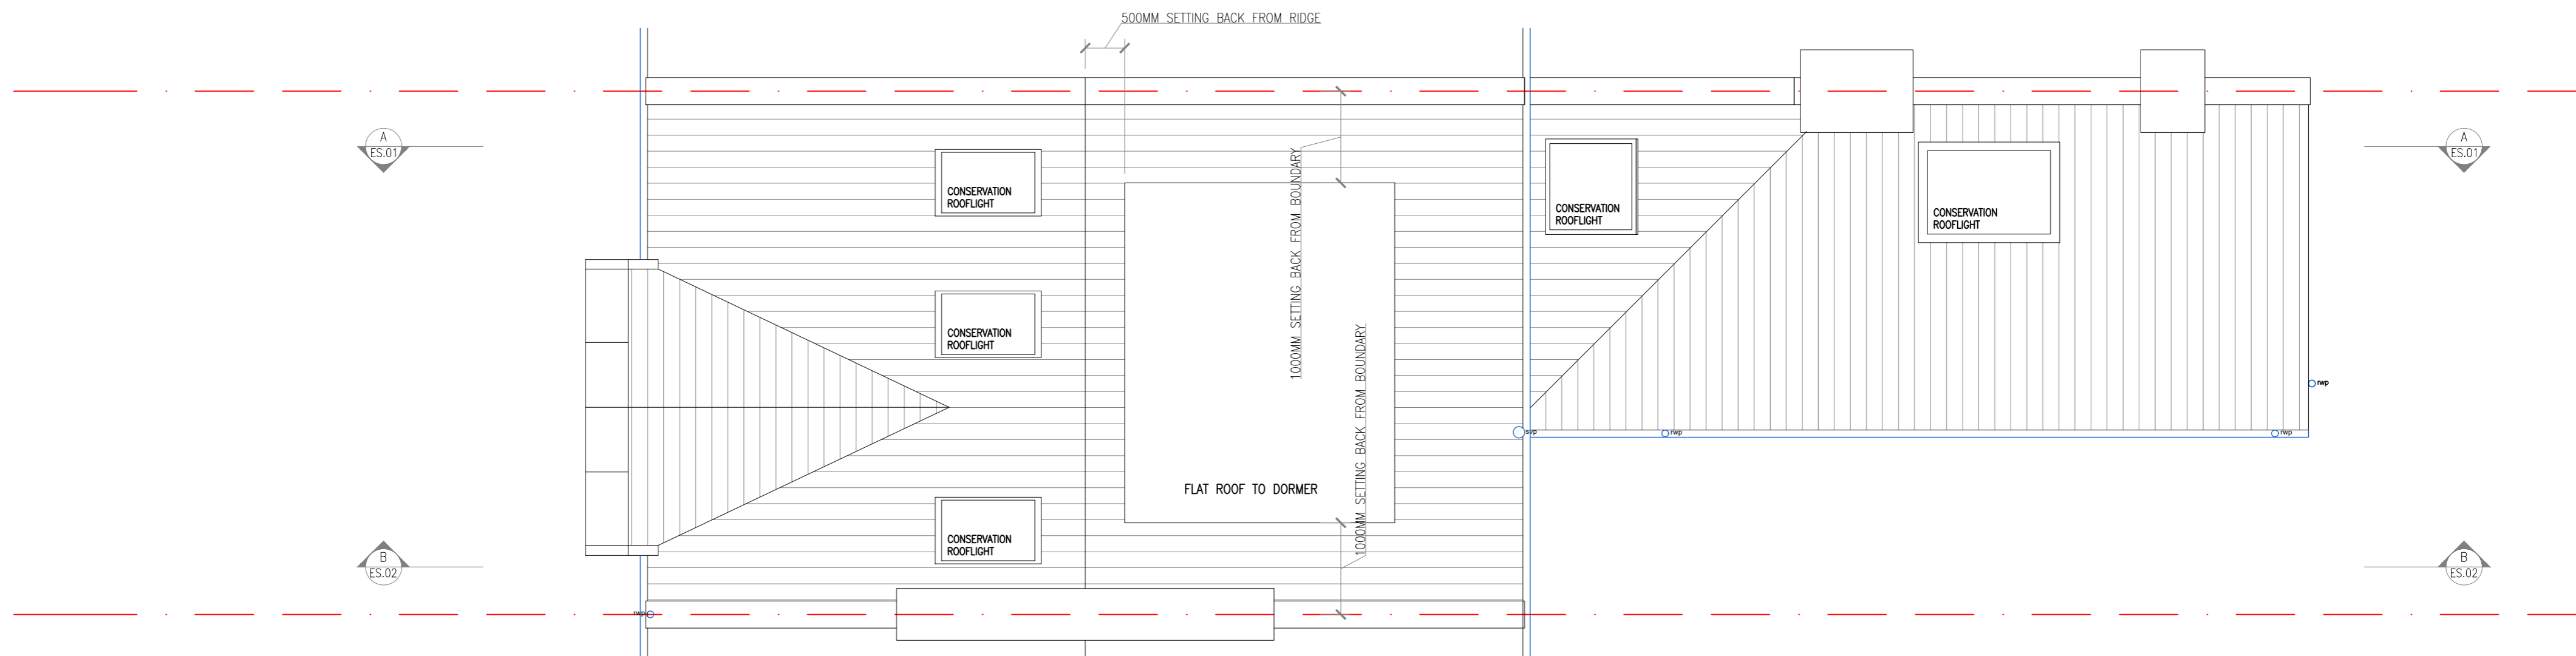 500MM SETTING BACK FROM RIDGE
A
ES.01
A
ES.01
1000MM SETTING BACK FROM BOUNDARY
CONSERVATION
ROOFLIGHT
CONSERVATION
ROOFLIGHT
CONSERVATION
ROOFLIGHT
CONSERVATION
ROOFLIGHT
1000MM SETTING BACK FROM BOUNDARY
rwp
svp
rwp
rwp
FLAT ROOF TO DORMER
CONSERVATION
ROOFLIGHT
B
ES.02
B
ES.02
rwp